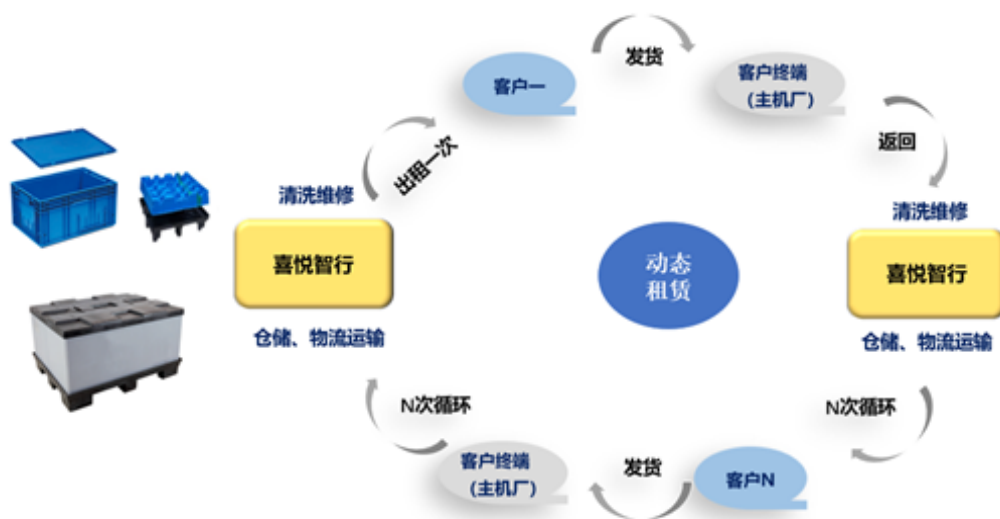 发货
客户一
客户终端
（主机厂）
返回
出租一次
清洗维修
喜悦智行
仓储、物流运输
动态
租赁
清洗维修
喜悦智行
仓储、物流运输
N次循环
N次循环
客户终端
（主机厂）
发货
客户N